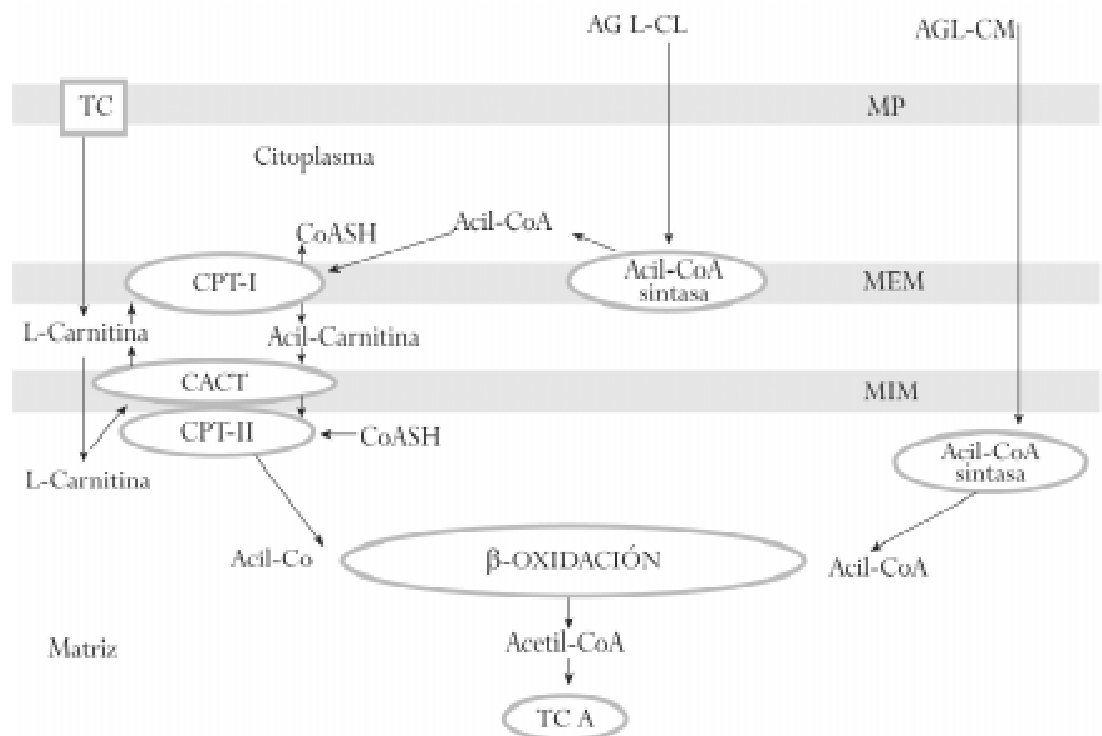 AG L-CL
AGL-CM
TC
MP
Citoplasma
Acil-CoA
CoASH
CPT-I
Acil-CoA
sintasa
MEM
L-Carnitina
Acil-Carnitina
CACT
MIM
CPT-II
CoASH
Acil-CoA
sintasa
L-Carnitina
Acil-Co
β-OXIDACIÓN
Acil-CoA
Acetil-CoA
Matriz
TC A